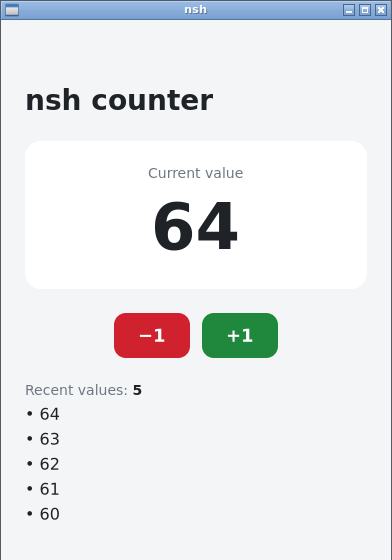 nsh
nsh counter
Current value
64
−1 +1
Recent values: 5
• 64
• 63
• 62
• 61
• 60